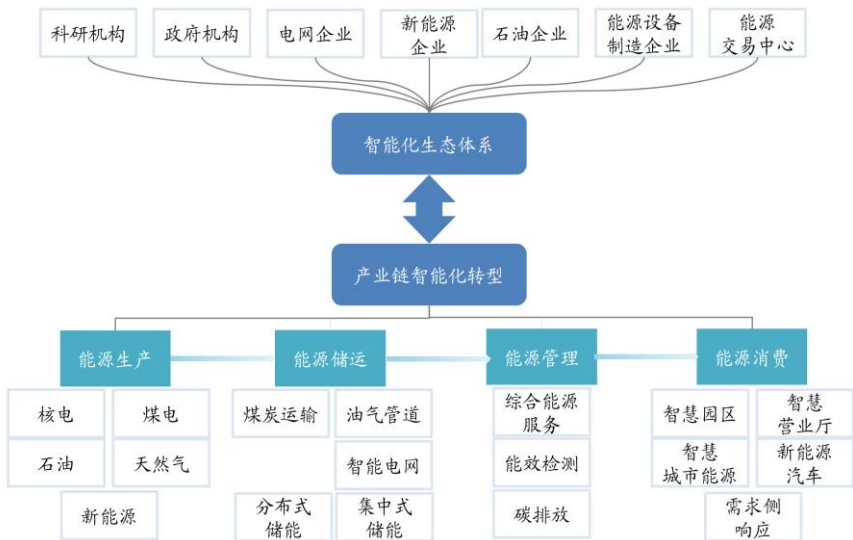 科研机构
政府机构
电网企业
新能源
企业
石油企业
能源设备
制造企业
能源
交易中心
智能化生态体系
产业链智能化转型
能源生产
能源储运
能源管理
能源消费
核电
煤电
石油
天然气
新能源
煤炭运输
油气管道
智能电网
分布式
储能
集中式
储能
综合能源
服务
能效检测
碳排放
智慧园区
智慧
营业厅
智慧
城市能源
新能源
汽车
需求侧
响应